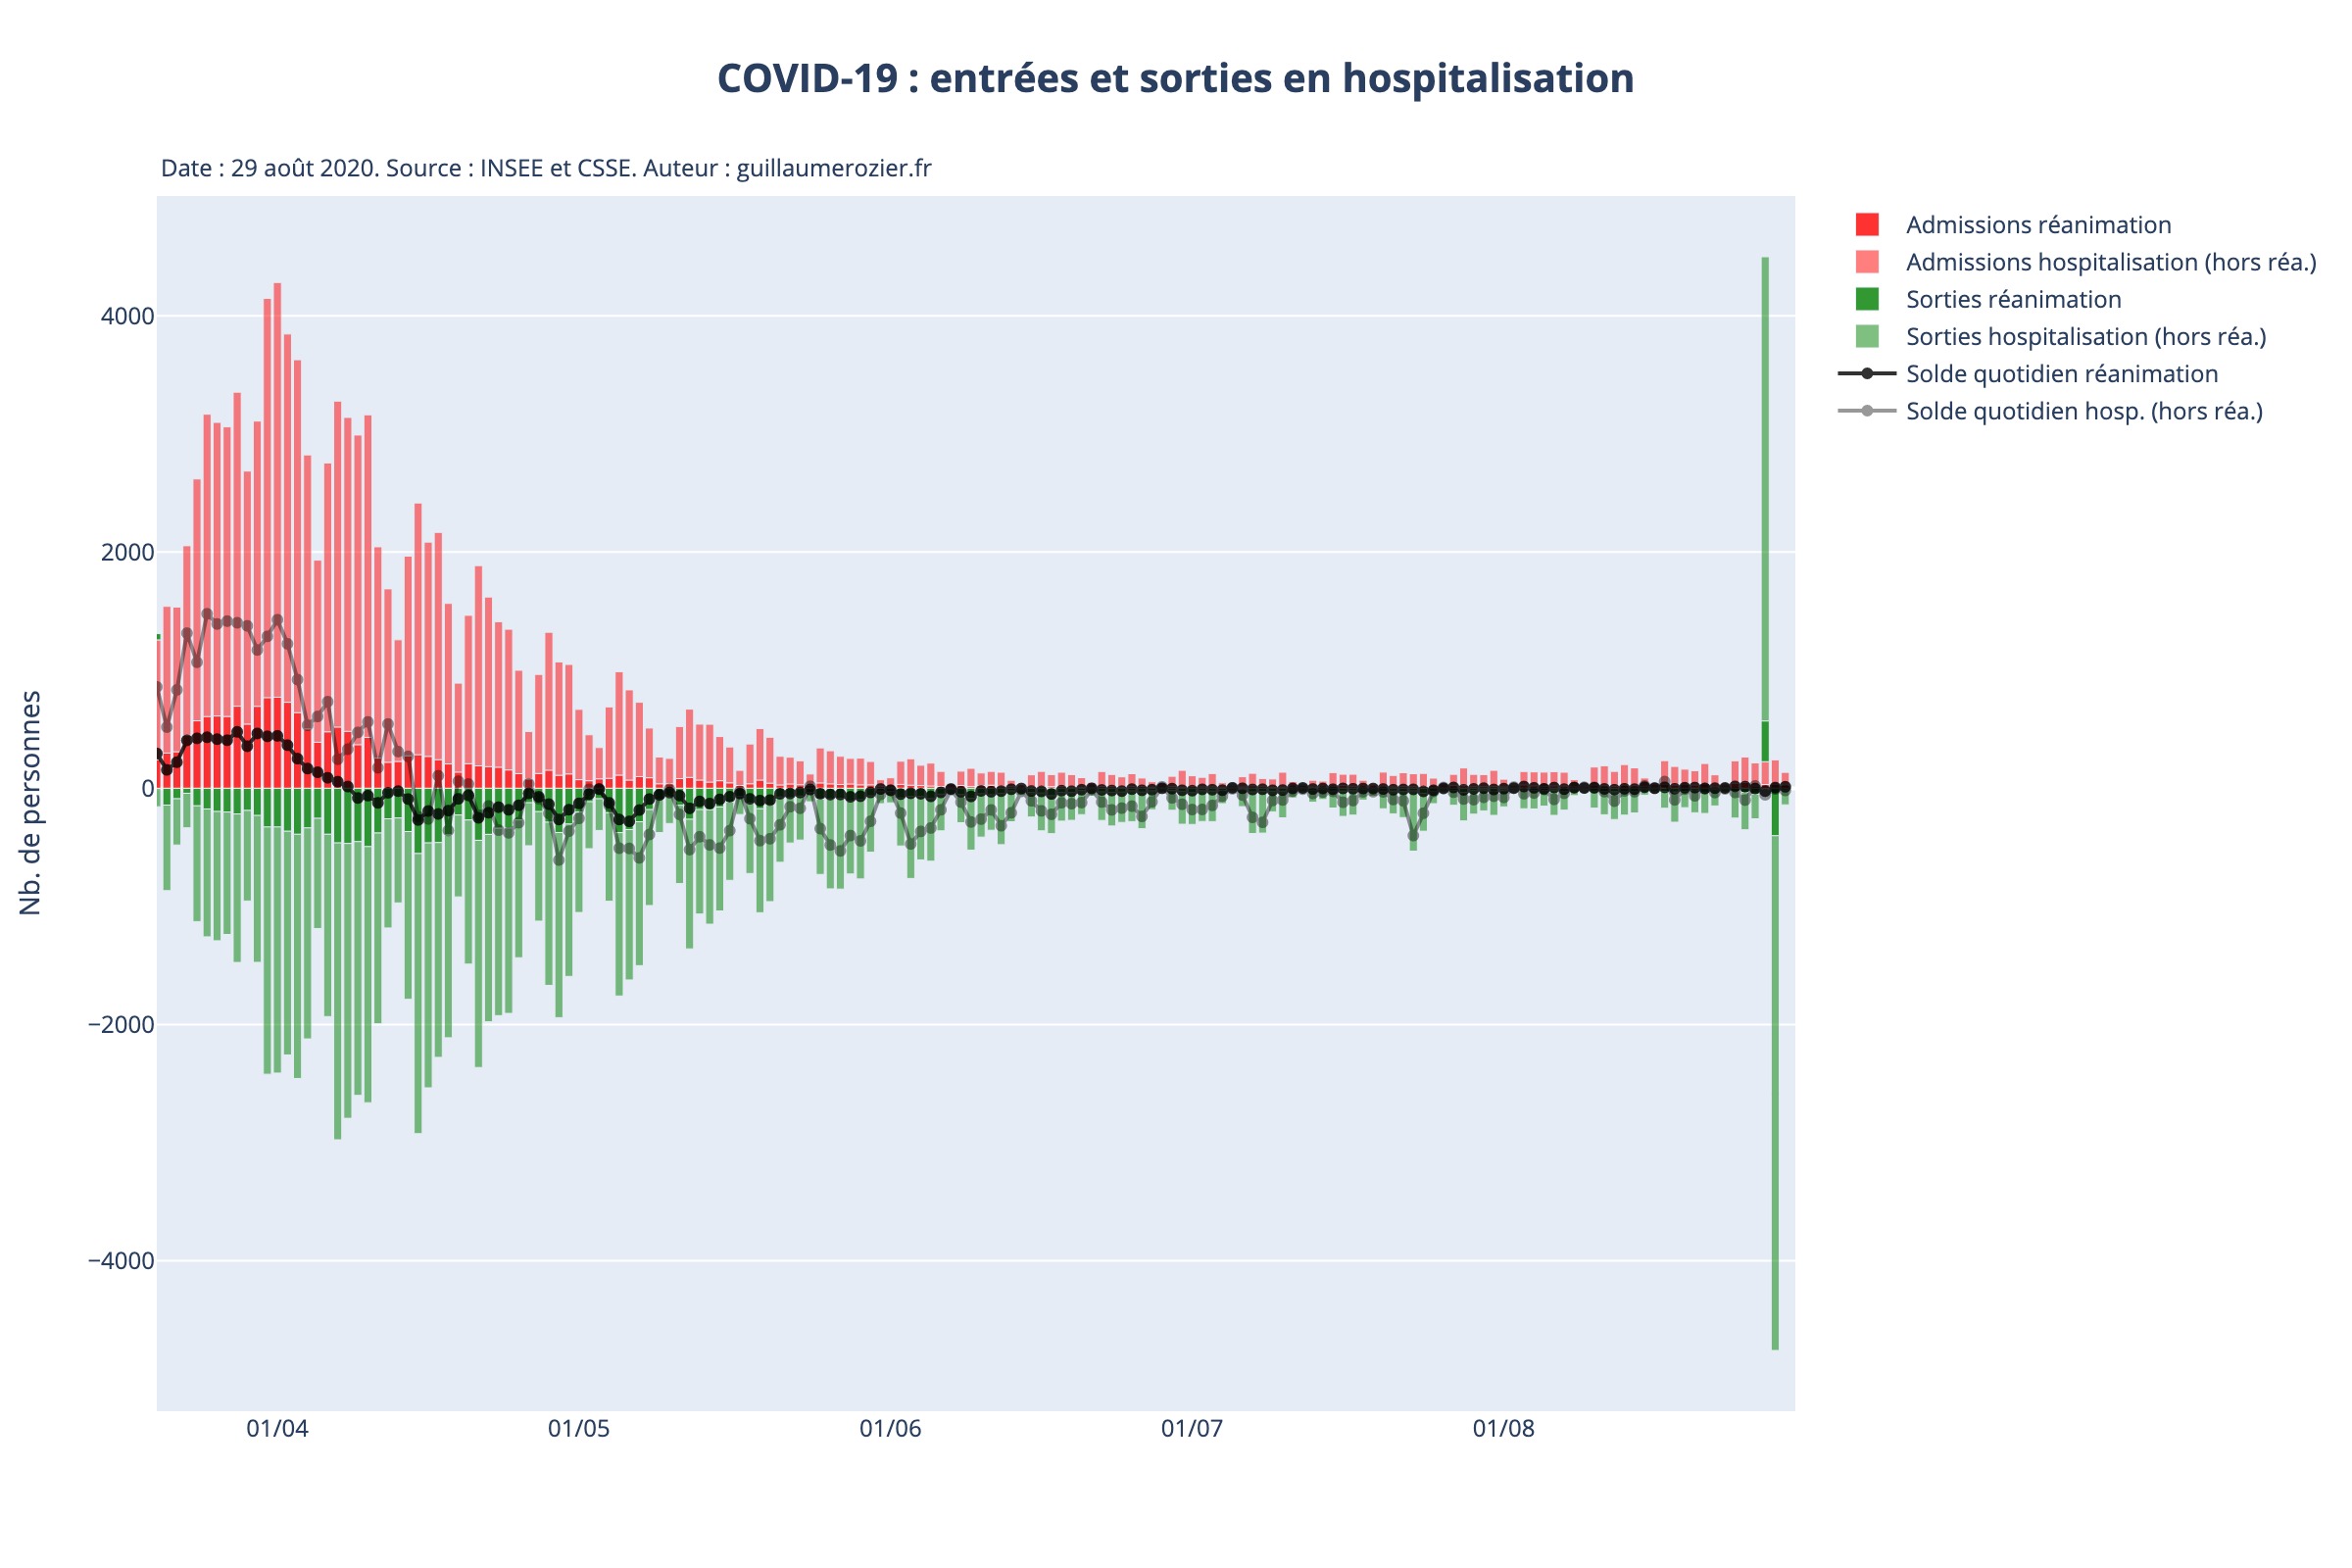 COVID-19 : entrées et sorties en hospitalisation
Date : 29 août 2020. Source : INSEE et CSSE. Auteur : guillaumerozier.fr
Admissions réanimation
Admissions hospitalisation (hors réa.)
Sorties réanimation
Sorties hospitalisation (hors réa.)
Solde quotidien réanimation
Solde quotidien hosp. (hors réa.)
Nb. de personnes
4000
2000
0
−2000
−4000
01/04
01/05
01/06
01/07
01/08